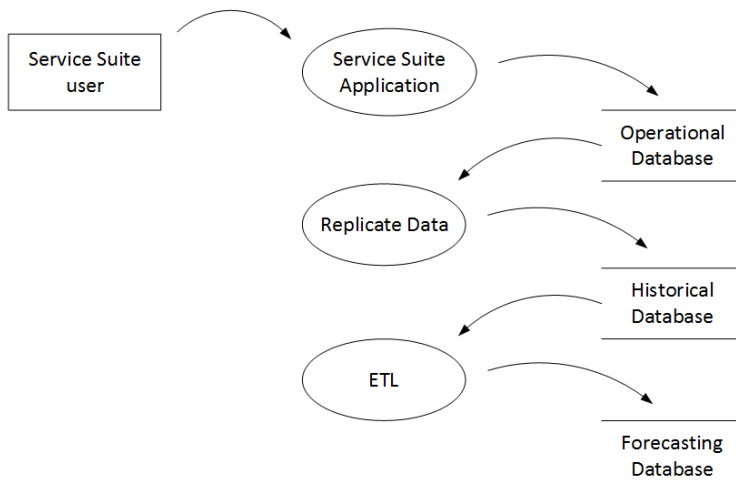 Service Suite
user
Service Suite
Application
Operational
Database
Replicate Data
Historical
Database
ETL
Forecasting
Database